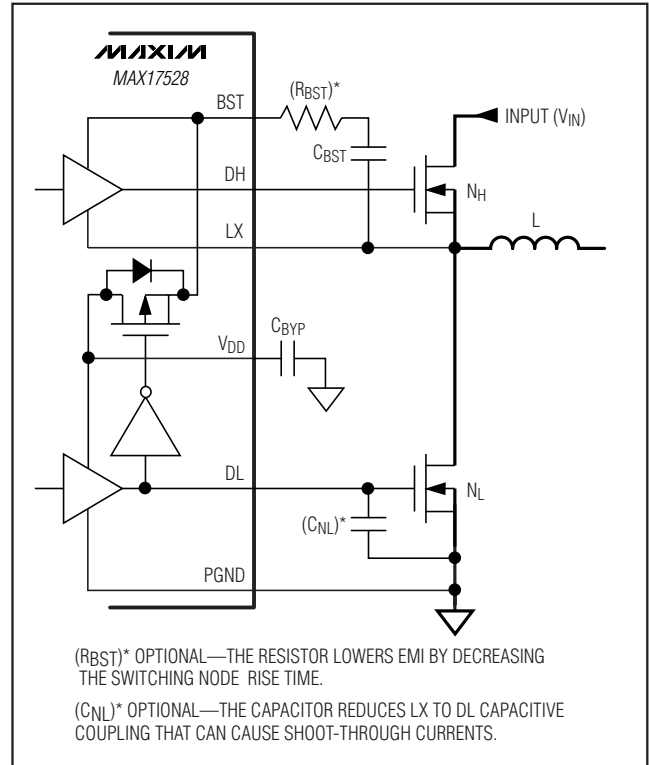 MAXIM
MAX17528
BST
(RBST)*
INPUT (VIN)
CBST
DH
NH
LX
L
CBYP
VDD
DL
NL
(CNL)*
PGND
(RBST)* OPTIONAL—THE RESISTOR LOWERS EMI BY DECREASING
THE SWITCHING NODE RISE TIME.
(CNL)* OPTIONAL—THE CAPACITOR REDUCES LX TO DL CAPACITIVE
COUPLING THAT CAN CAUSE SHOOT-THROUGH CURRENTS.